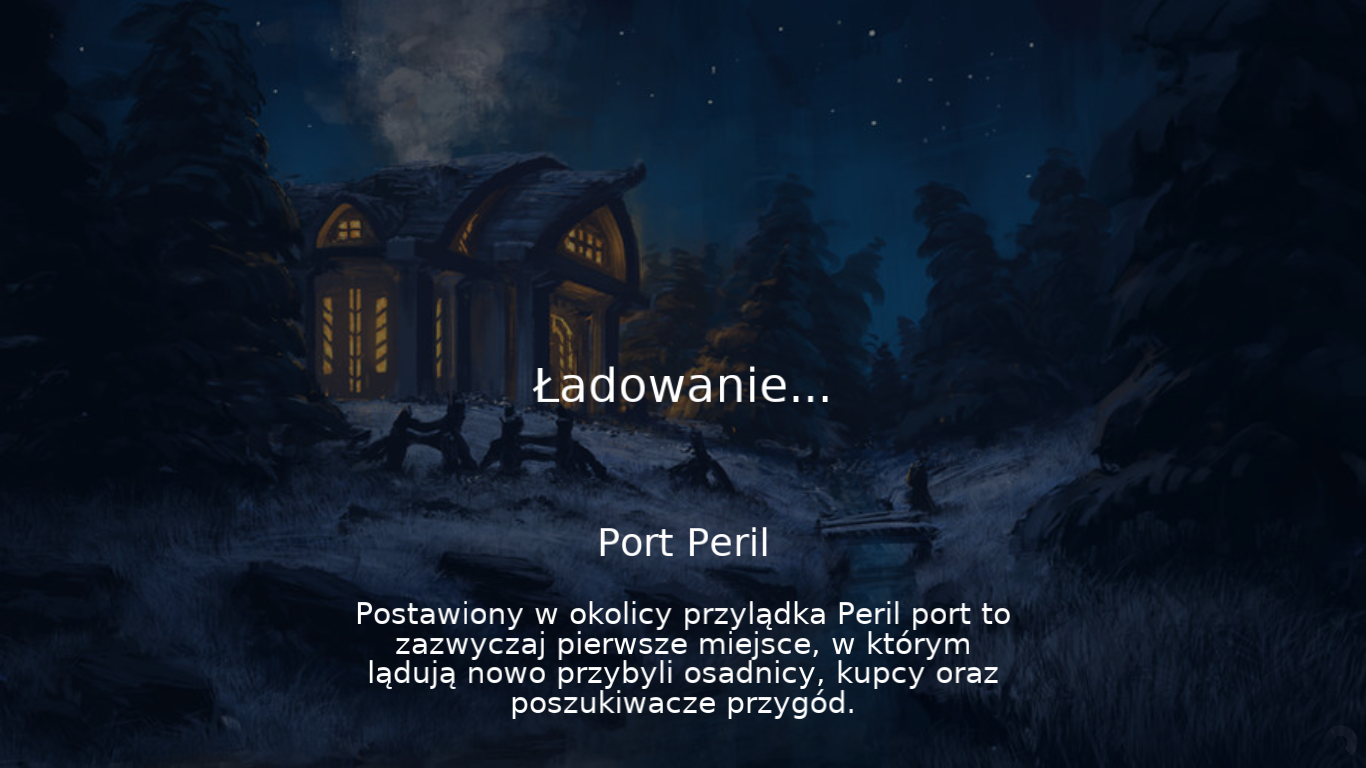 Ładowanie...
Port Peril
Postawiony w okolicy przylądka Peril port to
zazwyczaj pierwsze miejsce, w którym
lądują nowo przybyli osadnicy, kupcy oraz
poszukiwacze przygód.